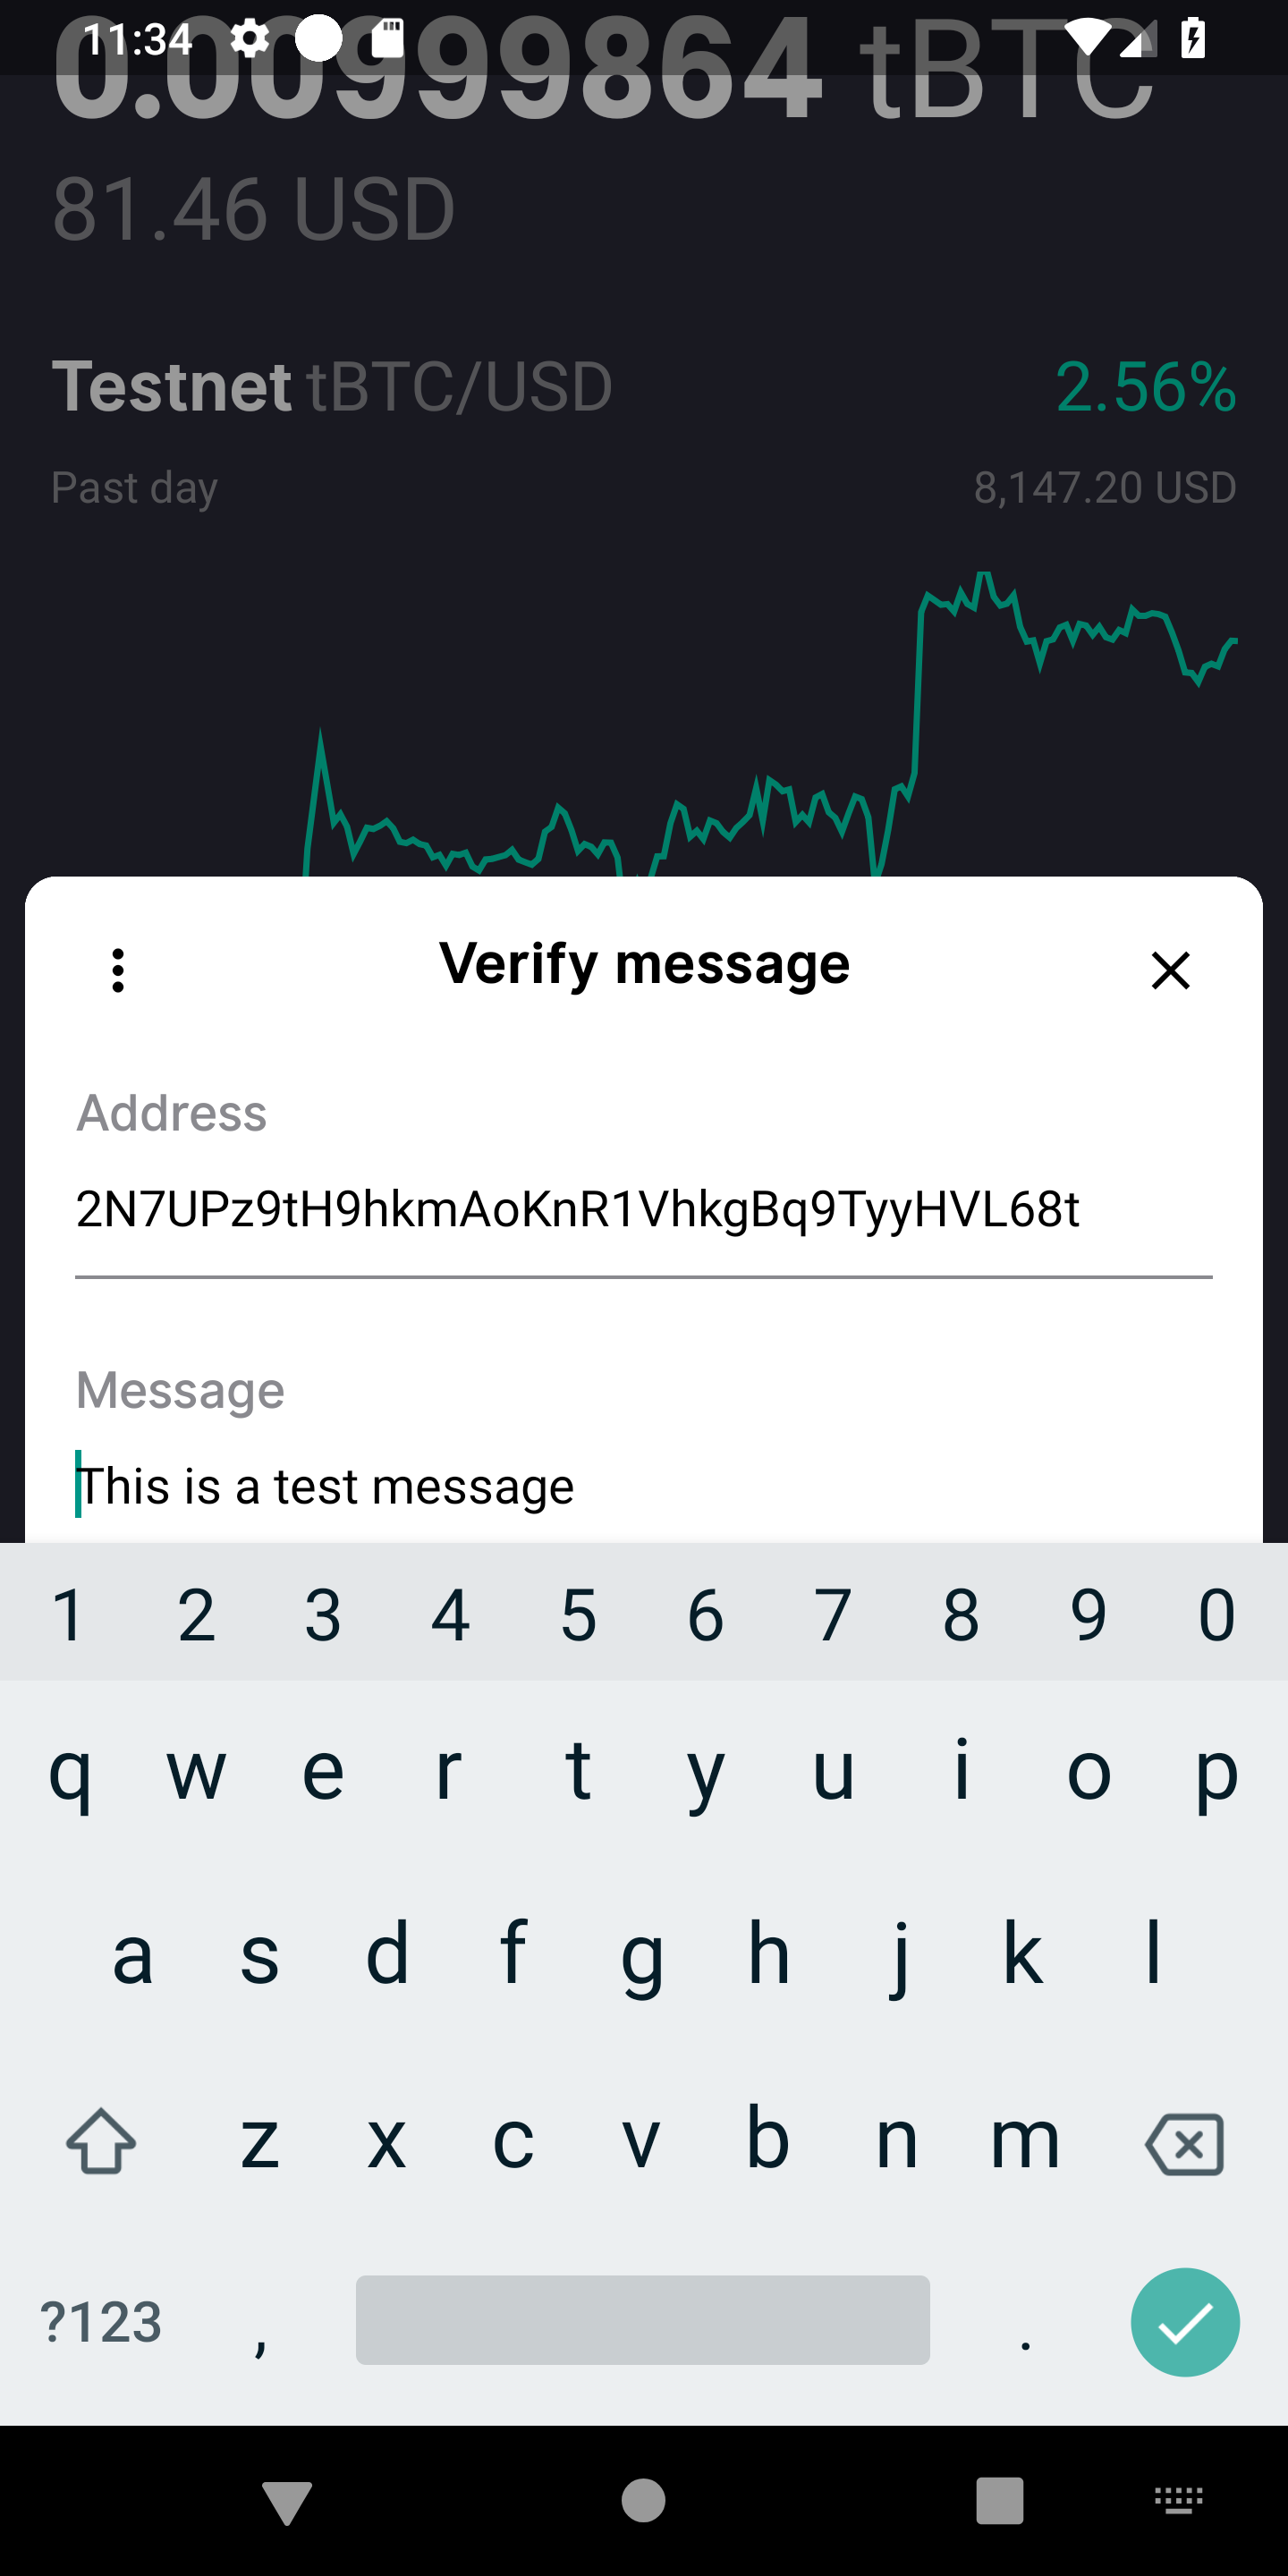 11:34
0.00999864 tBTC
81.46 USD
Testnet tBTC/USD 2.56%
Past day 8,147.20 USD
Verify message
Address
2N7UPz9tH9hkmAoKnR1VhkgBq9TyyHVL68t
Message
This is a test message
1 2 3 4 5 6 7 8 9 0
q w e r t y u i o p
a s d f g h j k l
z x c v b n m
?123 , .